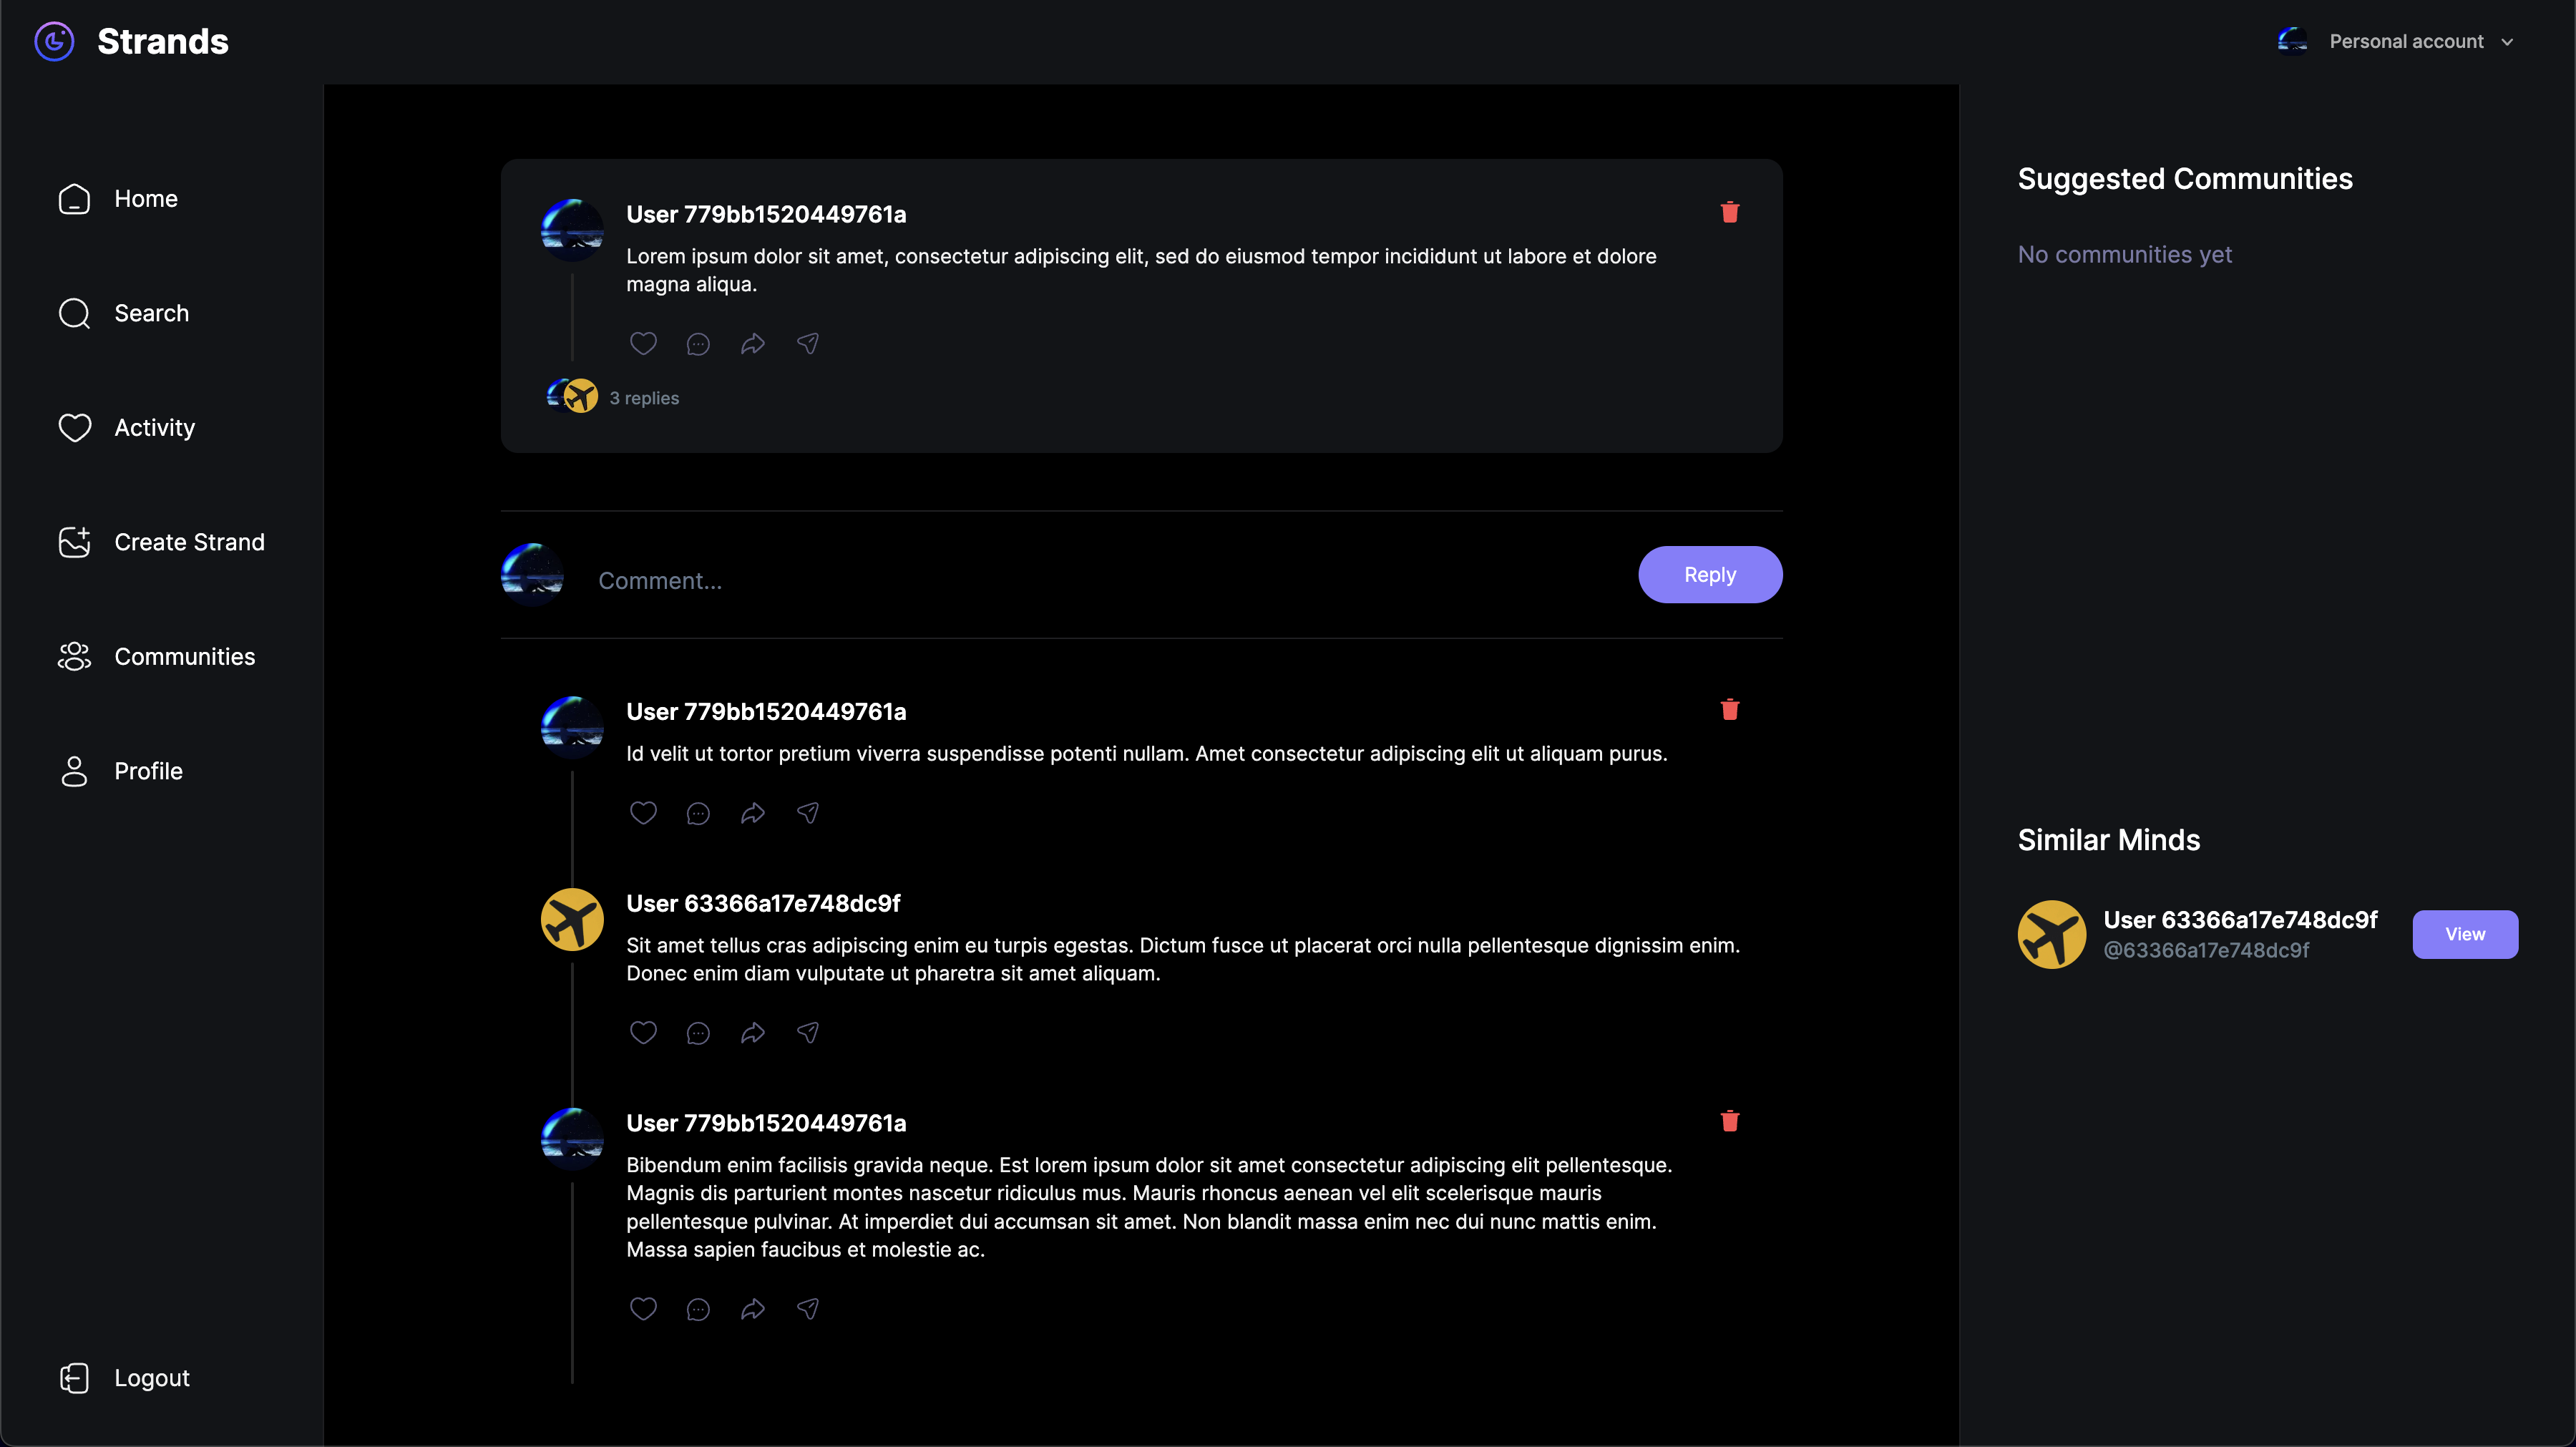 Strands
Personal account
Home
Search
Activity
Create Strand
Communities
Profile
Logout
User 779bb1520449761a
Lorem ipsum dolor sit amet, consectetur adipiscing elit, sed do eiusmod tempor incididunt ut labore et dolore
magna aliqua.
3 replies
Comment...
Reply
User 779bb1520449761a
Id velit ut tortor pretium viverra suspendisse potenti nullam. Amet consectetur adipiscing elit ut aliquam purus.
User 63366a17e748dc9f
Sit amet tellus cras adipiscing enim eu turpis egestas. Dictum fusce ut placerat orci nulla pellentesque dignissim enim.
Donec enim diam vulputate ut pharetra sit amet aliquam.
User 779bb1520449761a
Bibendum enim facilisis gravida neque. Est lorem ipsum dolor sit amet consectetur adipiscing elit pellentesque.
Magnis dis parturient montes nascetur ridiculus mus. Mauris rhoncus aenean vel elit scelerisque mauris
pellentesque pulvinar. At imperdiet dui accumsan sit amet. Non blandit massa enim nec dui nunc mattis enim.
Massa sapien faucibus et molestie ac.
Suggested Communities
No communities yet
Similar Minds
User 63366a17e748dc9f
@63366a17e748dc9f
View